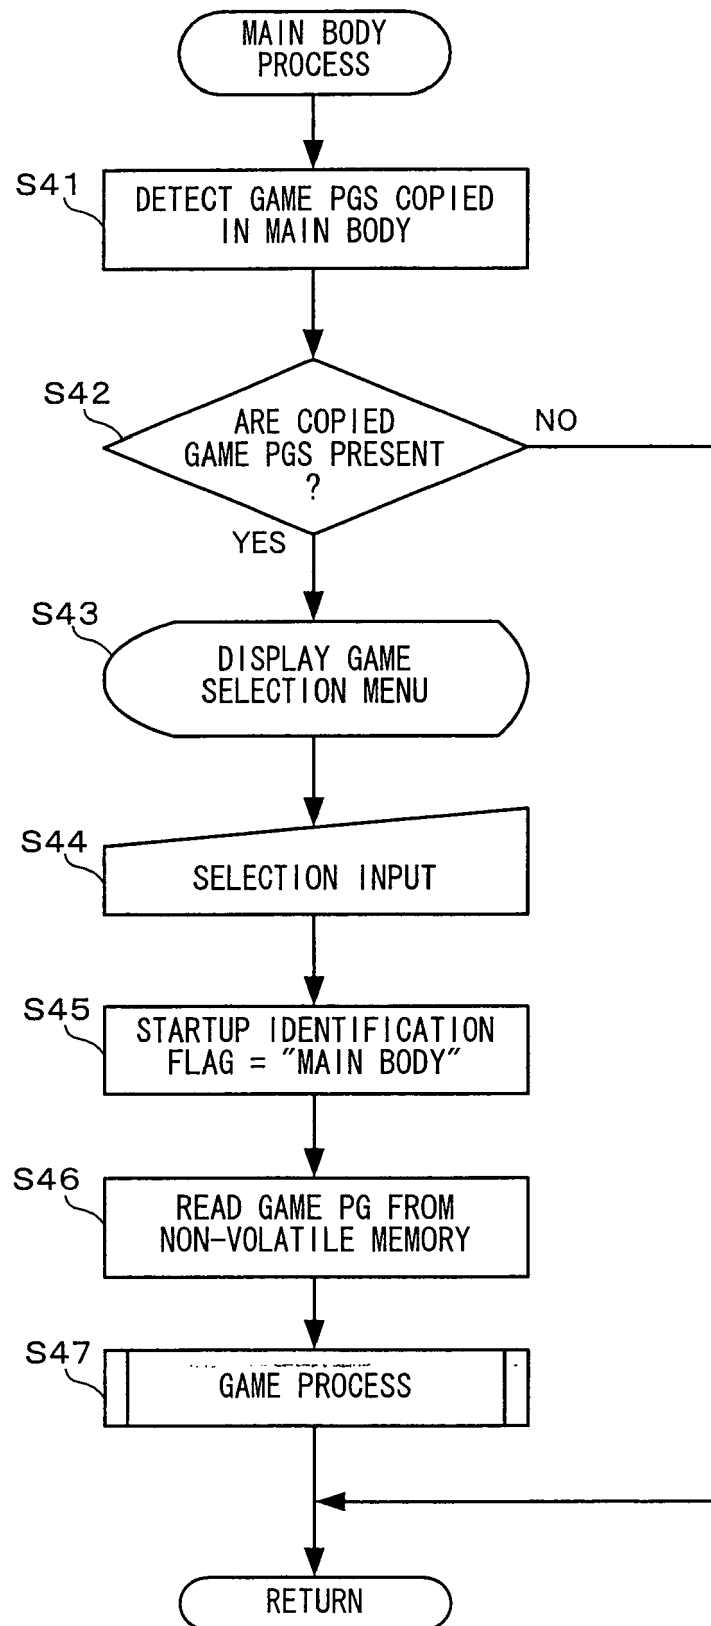 MAIN BODY
PROCESS
S41
DETECT GAME PGS COPIED
IN MAIN BODY
S42
ARE COPIED
GAME PGS PRESENT
?
NO
YES
S43
DISPLAY GAME
SELECTION MENU
S44
SELECTION INPUT
S45
STARTUP IDENTIFICATION
FLAG = "MAIN BODY"
S46
READ GAME PG FROM
NON-VOLATILE MEMORY
S47
GAME PROCESS
RETURN